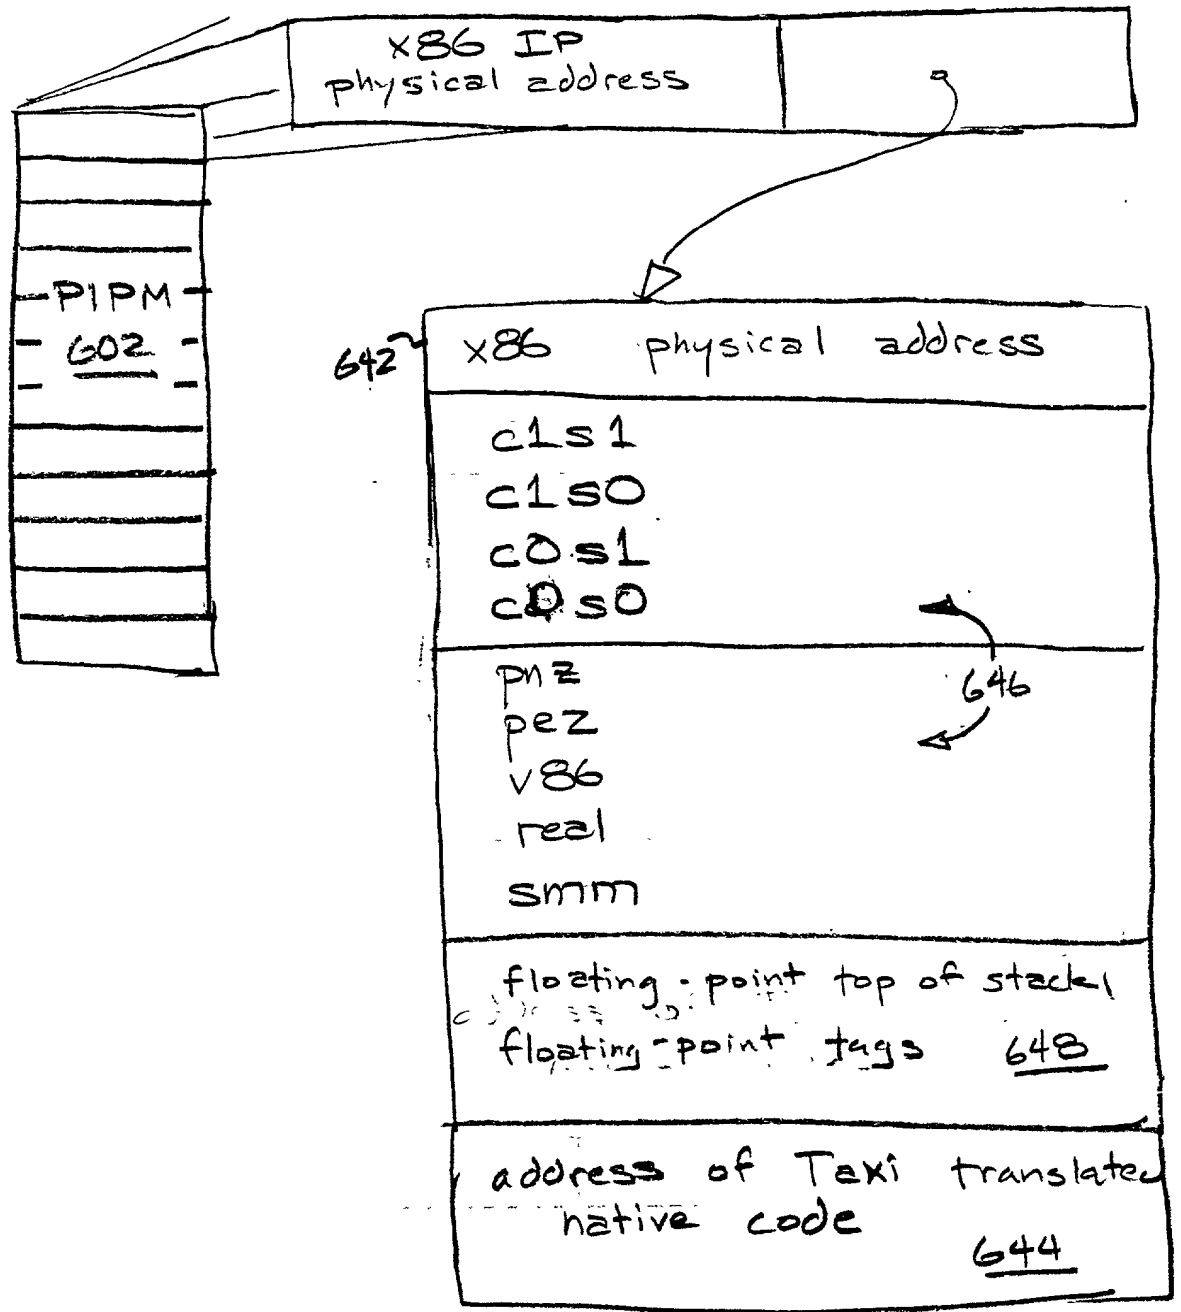 x86 IP
physical address
PIPM
602
642
x86 physical address
c1s1
c1s0
c0s1
c0s0
pnz
646
pez
v86
real
smm
floating-point top of stack,
floating-point tags 648
address of Taxi translated
native code
644